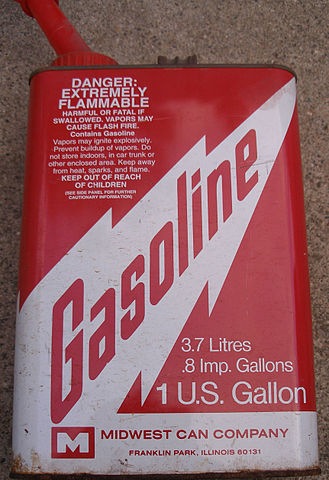 DANGER:
EXTREMELY
FLAMMABLE
HARMFUL OR FATAL IF
SWALLOWED. VAPORS MAY
CAUSE FLASH FIRE.
Contains Gasoline
Vapors may ignite explosively.
Prevent buildup of vapors. Do
not store indoors, in car trunk or
other enclosed area. Keep away
from heat, sparks, and flame.
KEEP OUT OF REACH
OF CHILDREN
(SEE SIDE PANEL FOR FURTHER
CAUTIONARY INFORMATION)
Gasoline
3.7 Litres
.8 Imp. Gallons
1 U.S. Gallon
M MIDWEST CAN COMPANY
FRANKLIN PARK, ILLINOIS 60131